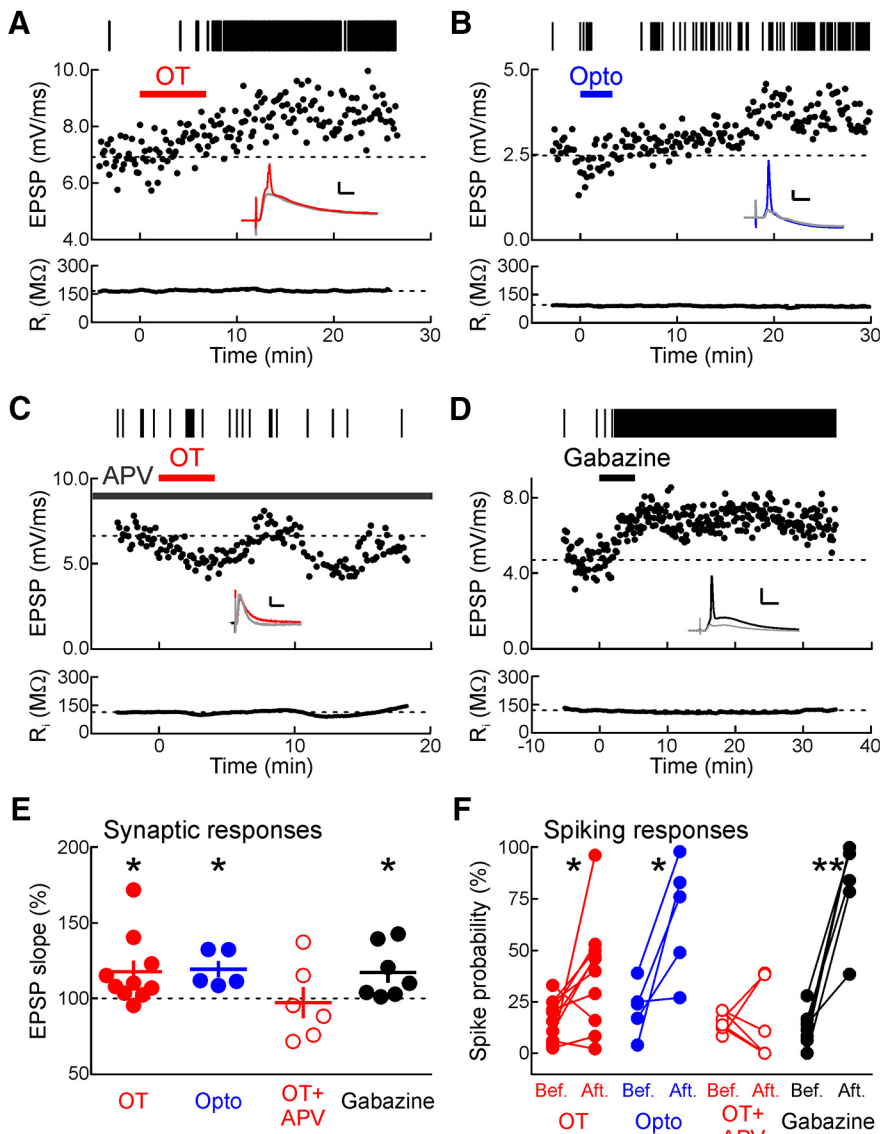 A
OT
10.0
8.0
6.0
4.0
EPSP (mV/ms)
300
150
0
Ri (MΩ)
0 10 20 30
Time (min)
B
Opto
5.0
2.5
0.0
EPSP (mV/ms)
300
150
0
Ri (MΩ)
0 10 20 30
Time (min)
C
OT
APV
10.0
5.0
0.0
EPSP (mV/ms)
300
150
0
Ri (MΩ)
0 10 20
Time (min)
D
Gabazine
8.0
4.0
0.0
EPSP (mV/ms)
300
150
0
Ri (MΩ)
-10 0 10 20 30 40
Time (min)
E
Synaptic responses
200
150
100
50
EPSP slope (%)
* * *
OT Opto OT+ Gabazine
APV
F
Spiking responses
100
75
50
25
0
Spike probability (%)
* * **
Bef. Aft. Bef. Aft. Bef. Aft. Bef. Aft.
OT Opto OT+ Gabazine
APV